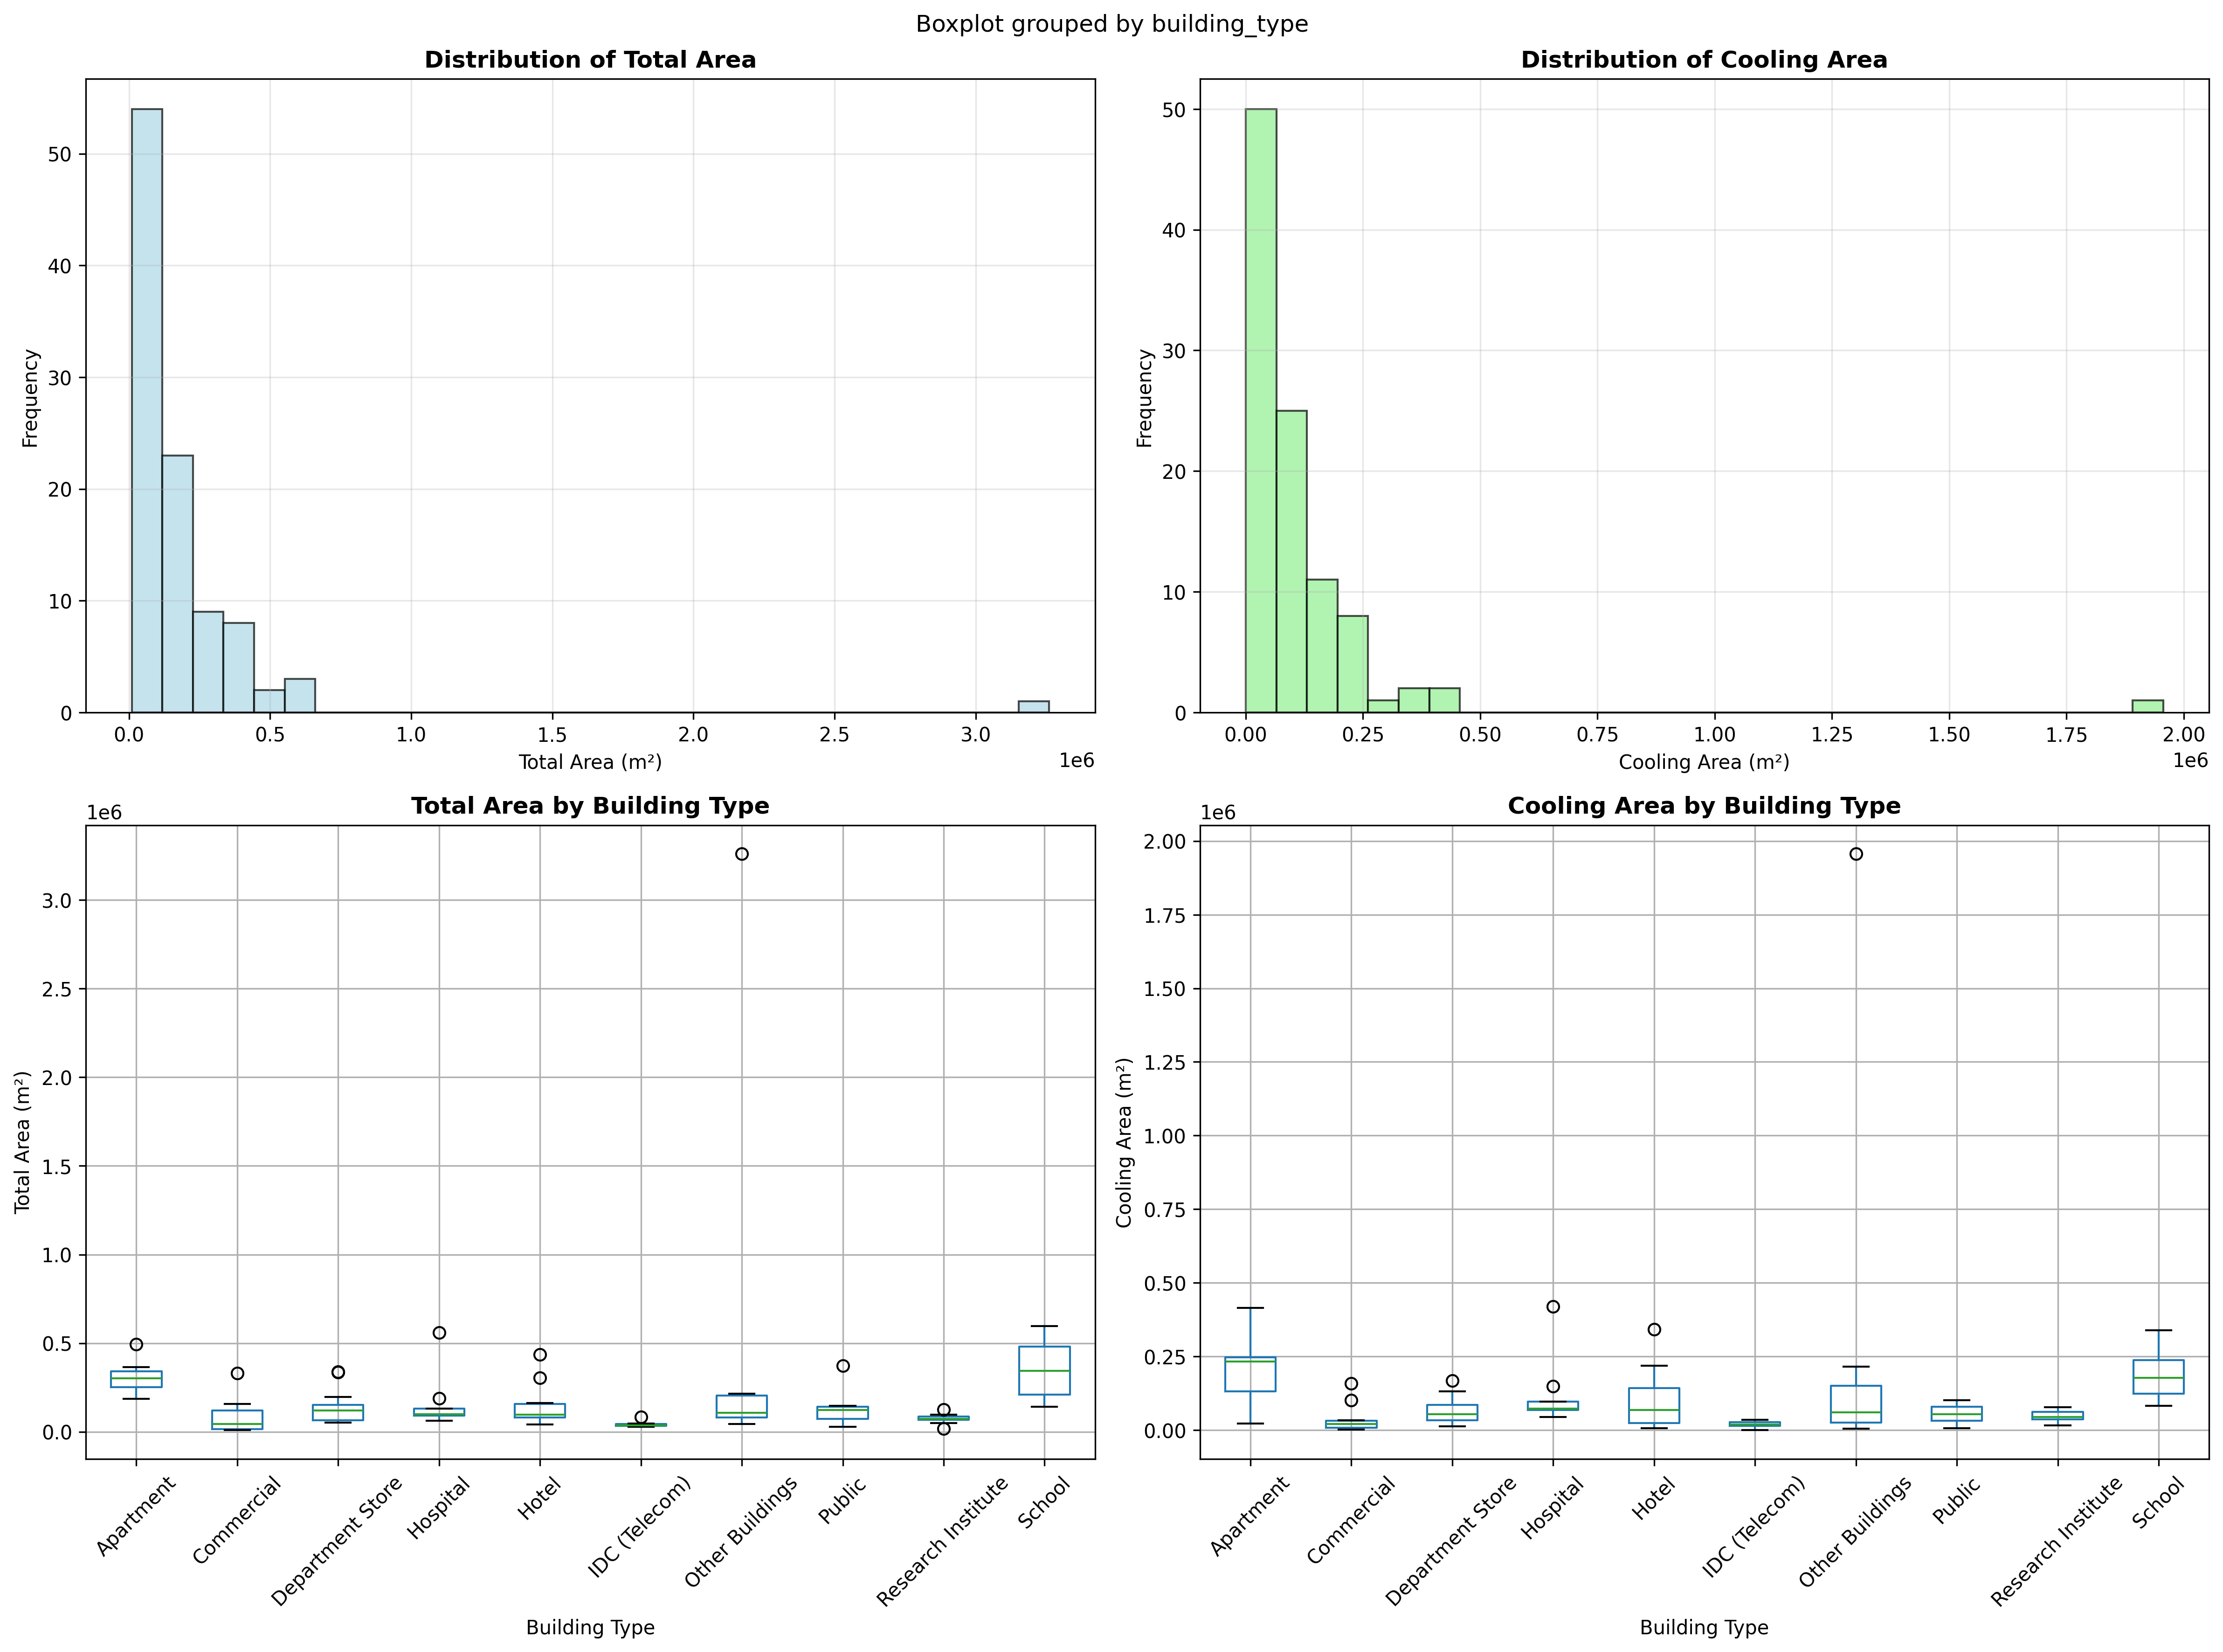 Boxplot grouped by building_type
Distribution of Total Area
Frequency
50
40
30
20
10
0
0.0 0.5 1.0 1.5 2.0 2.5 3.0
1e6
Total Area (m²)
Distribution of Cooling Area
Frequency
50
40
30
20
10
0
0.00 0.25 0.50 0.75 1.00 1.25 1.50 1.75 2.00
1e6
Cooling Area (m²)
Total Area by Building Type
1e6
Total Area (m²)
3.0
2.5
2.0
1.5
1.0
0.5
0.0
Apartment
Commercial
Department Store
Hospital
Hotel
IDC (Telecom)
Other Buildings
Public
Research Institute
School
Building Type
Cooling Area by Building Type
1e6
Cooling Area (m²)
2.00
1.75
1.50
1.25
1.00
0.75
0.50
0.25
0.00
Apartment
Commercial
Department Store
Hospital
Hotel
IDC (Telecom)
Other Buildings
Public
Research Institute
School
Building Type